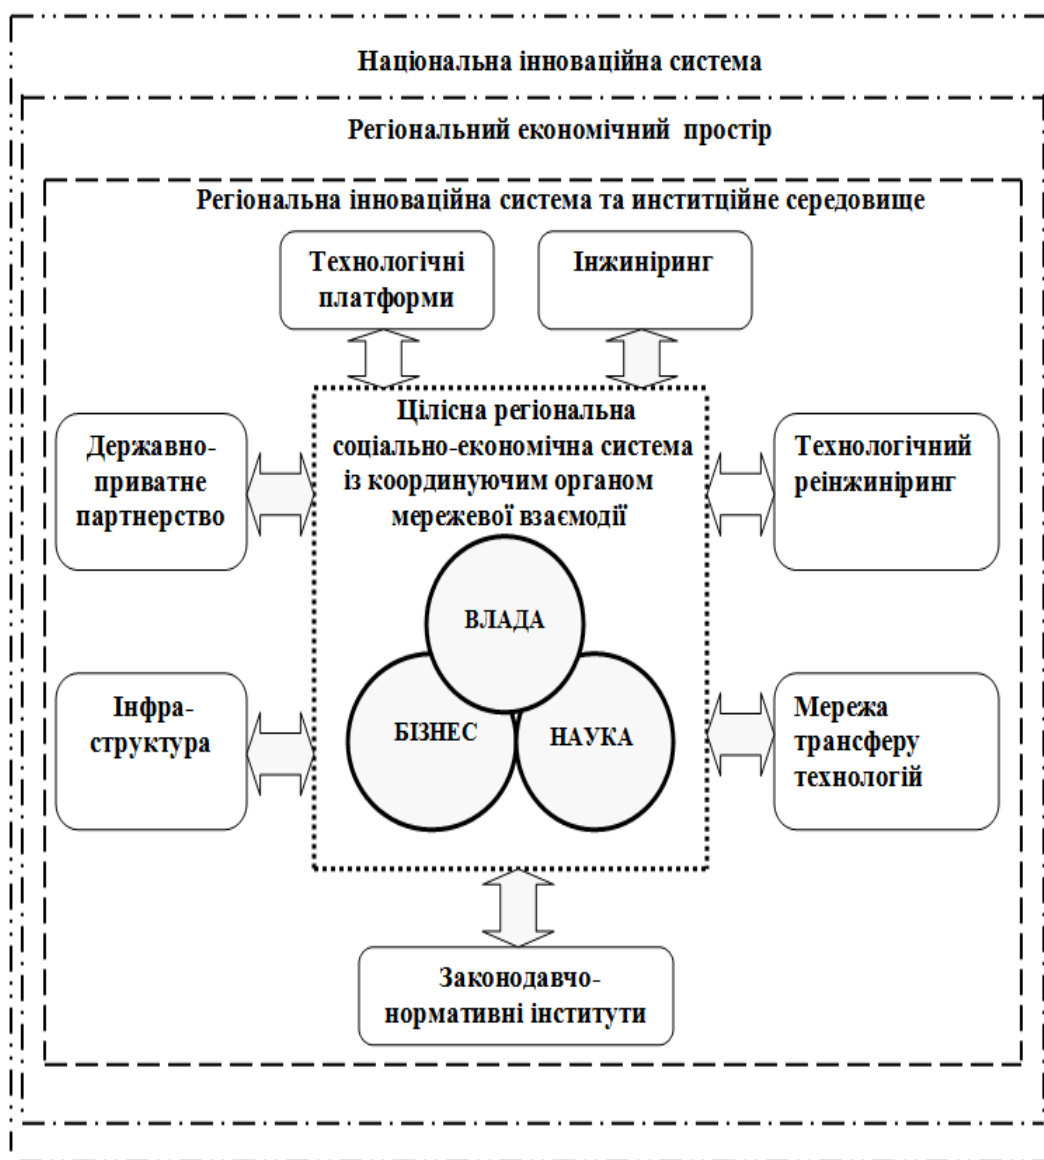 Національна інноваційна система
Регіональний економічний простір
Регіональна інноваційна система та инститційне середовище
Технологічні
платформи
Інжиніринг
Цілісна регіональна
соціально-економічна система
із координуючим органом
мережевої взаємодії
Державно-
приватне
партнерство
Технологічний
реінжиніринг
ВЛАДА
БІЗНЕС
НАУКА
Інфра-
структура
Мережа
трансферу
технологій
Законодавчо-
нормативні інститути